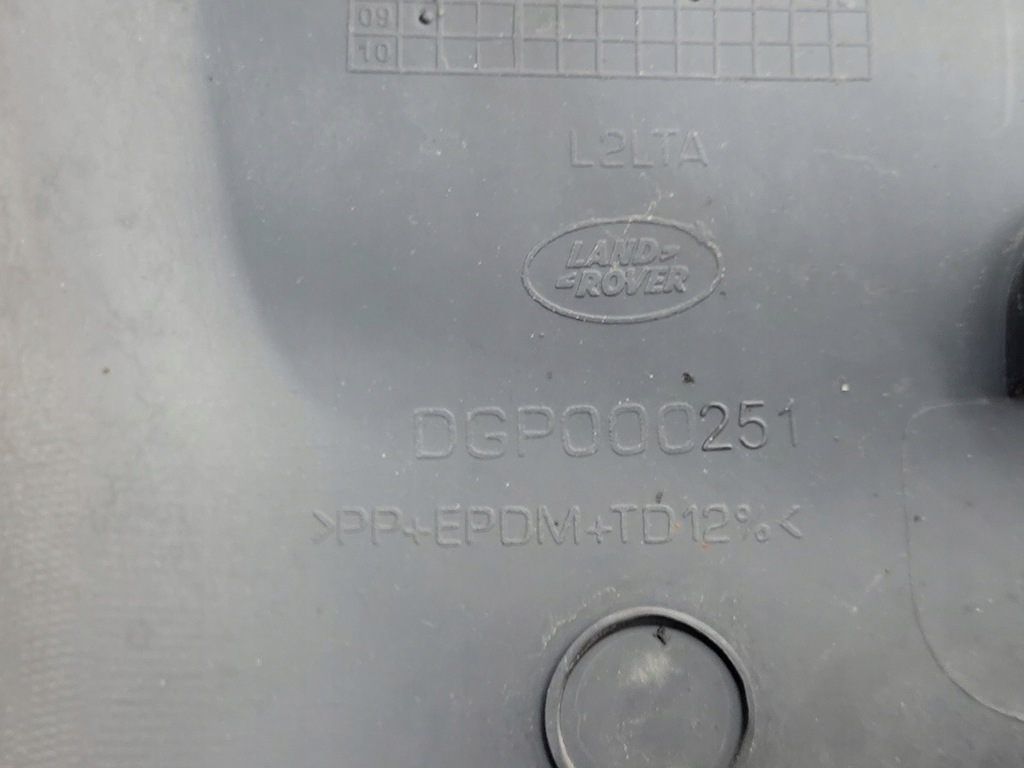 09
10
L2LTA
LAND
ROVER
DGP000251
>PP+EPDM+TD12%<